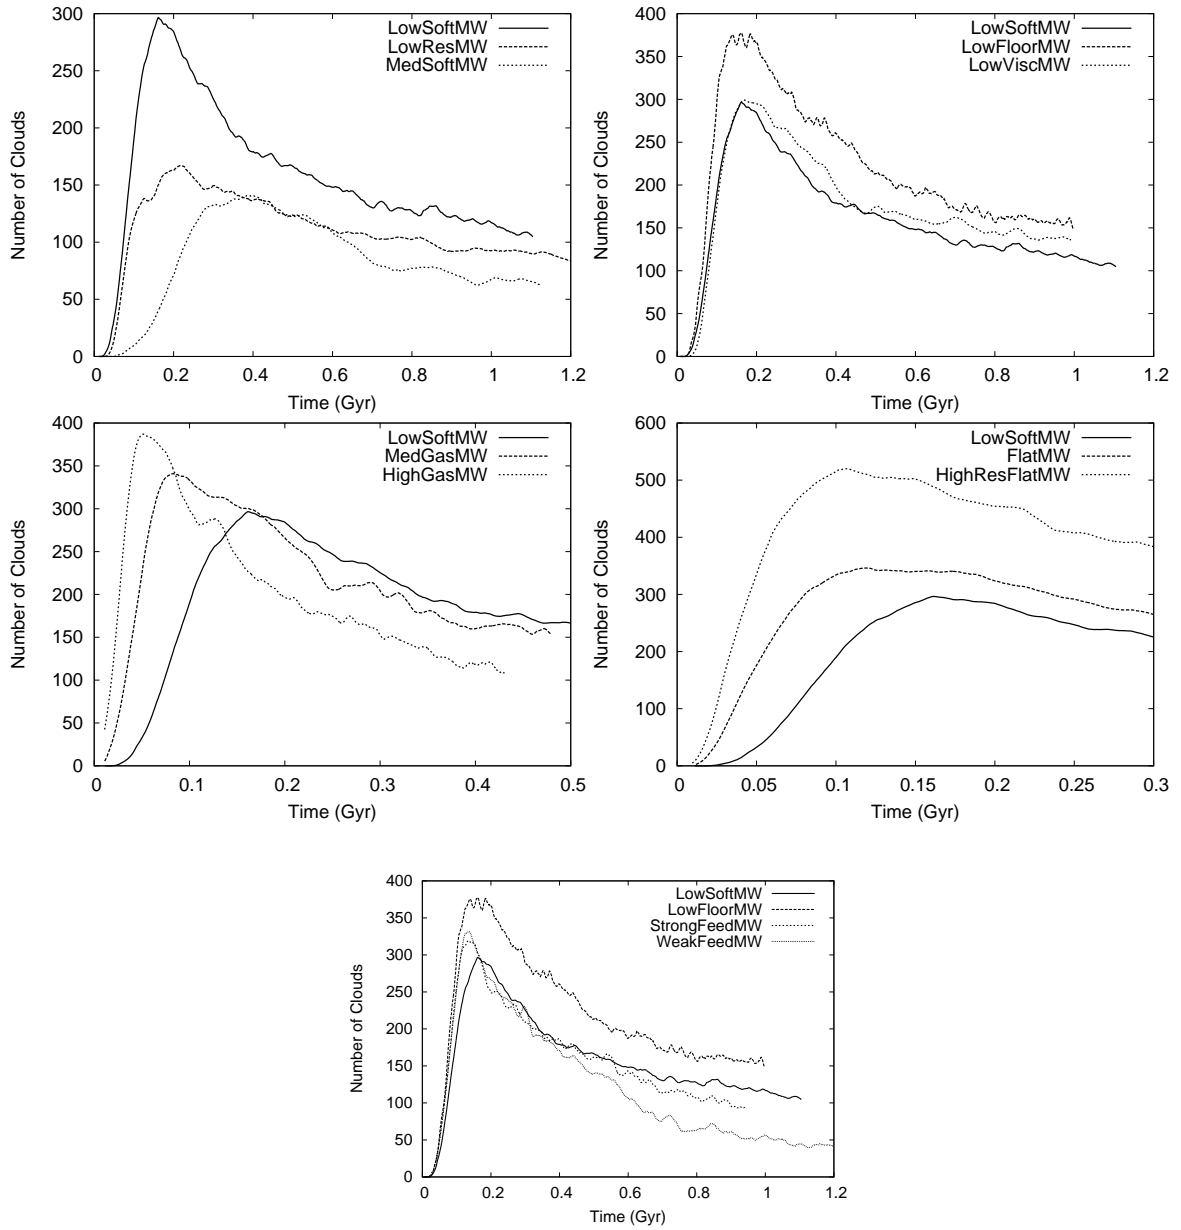 300
250
200
150
100
50
0
0
0.2
0.4
0.6
0.8
1
1.2
Number of Clouds
Time (Gyr)
LowSoftMW
LowResMW
MedSoftMW
400
350
300
250
200
150
100
50
0
0
0.2
0.4
0.6
0.8
1
1.2
Number of Clouds
Time (Gyr)
LowSoftMW
LowFloorMW
LowViscMW
400
350
300
250
200
150
100
50
0
0
0.1
0.2
0.3
0.4
0.5
Number of Clouds
Time (Gyr)
LowSoftMW
MedGasMW
HighGasMW
600
500
400
300
200
100
0
0
0.05
0.1
0.15
0.2
0.25
0.3
Number of Clouds
Time (Gyr)
LowSoftMW
FlatMW
HighResFlatMW
400
350
300
250
200
150
100
50
0
0
0.2
0.4
0.6
0.8
1
1.2
Number of Clouds
Time (Gyr)
LowSoftMW
LowFloorMW
StrongFeedMW
WeakFeedMW